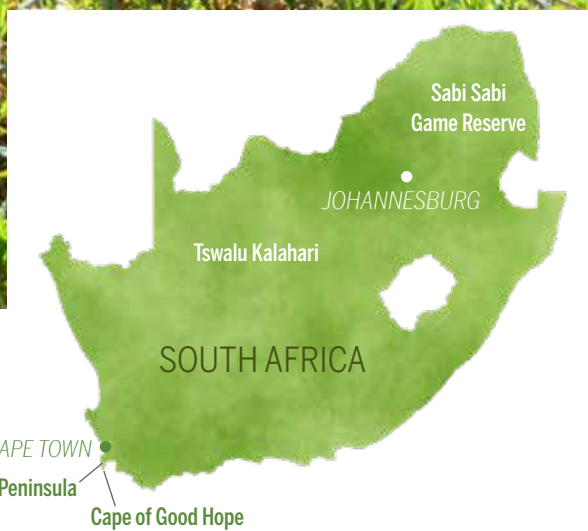 Sabi Sabi
Game Reserve
JOHANNESBURG
Tswalu Kalahari
SOUTH AFRICA
APE TOWN
Peninsula
Cape of Good Hope